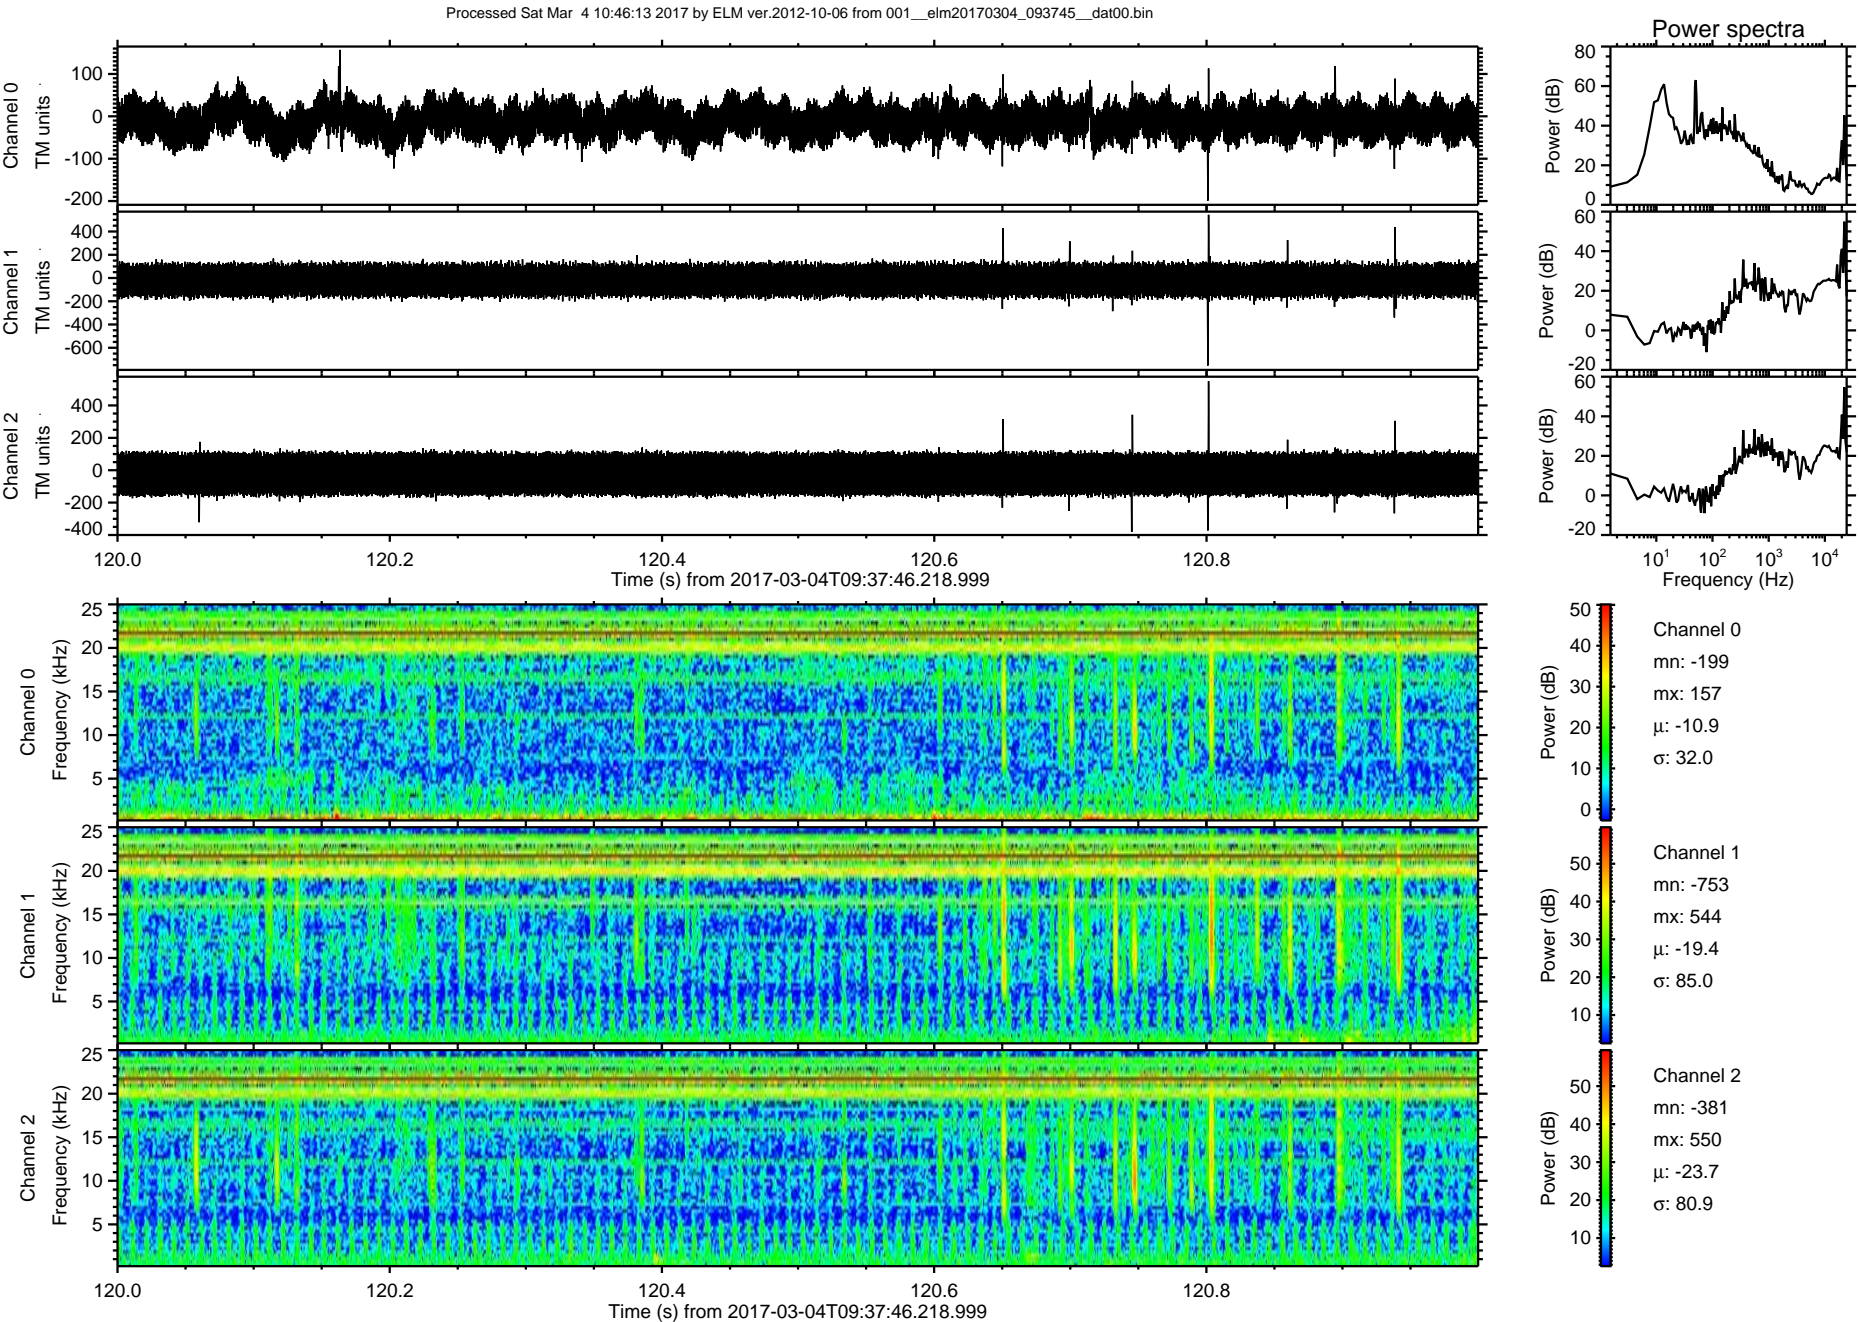 Processed Sat Mar 4 10:46:13 2017 by ELM ver.2012-10-06 from 001__elm20170304_093745__dat00.bin
Power spectra
Channel 0
TM units
100
0
-100
-200
Power (dB)
80
60
40
20
0
Channel 1
TM units
400
200
0
-200
-400
-600
Power (dB)
60
40
20
0
-20
Channel 2
TM units
400
200
0
-200
-400
Power (dB)
60
40
20
0
-20
120.0 120.2 120.4 120.6 120.8
Time (s) from 2017-03-04T09:37:46.218.999
10¹ 10² 10³ 10⁴
Frequency (Hz)
Channel 0
Frequency (kHz)
25
20
15
10
5
Power (dB)
50
40
30
20
10
0
Channel 0
mn: -199
mx: 157
μ: -10.9
σ: 32.0
Channel 1
Frequency (kHz)
25
20
15
10
5
Power (dB)
50
40
30
20
10
Channel 1
mn: -753
mx: 544
μ: -19.4
σ: 85.0
Channel 2
Frequency (kHz)
25
20
15
10
5
Power (dB)
50
40
30
20
10
Channel 2
mn: -381
mx: 550
μ: -23.7
σ: 80.9
120.0 120.2 120.4 120.6 120.8
Time (s) from 2017-03-04T09:37:46.218.999